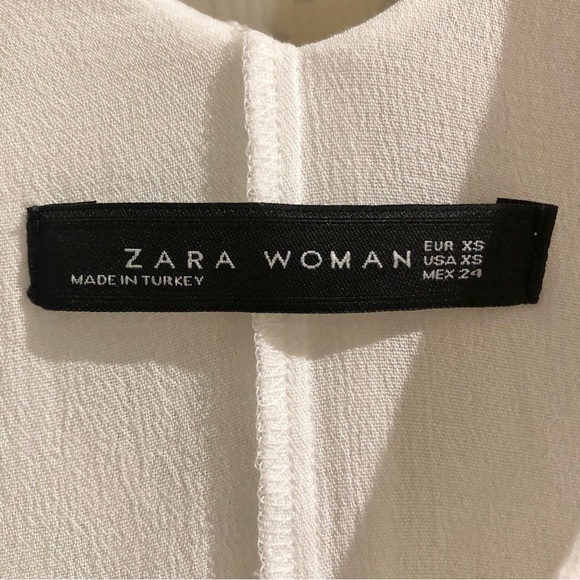 ZARA WOMAN
MADE IN TURKEY
EUR XS
USA XS
MEX 24